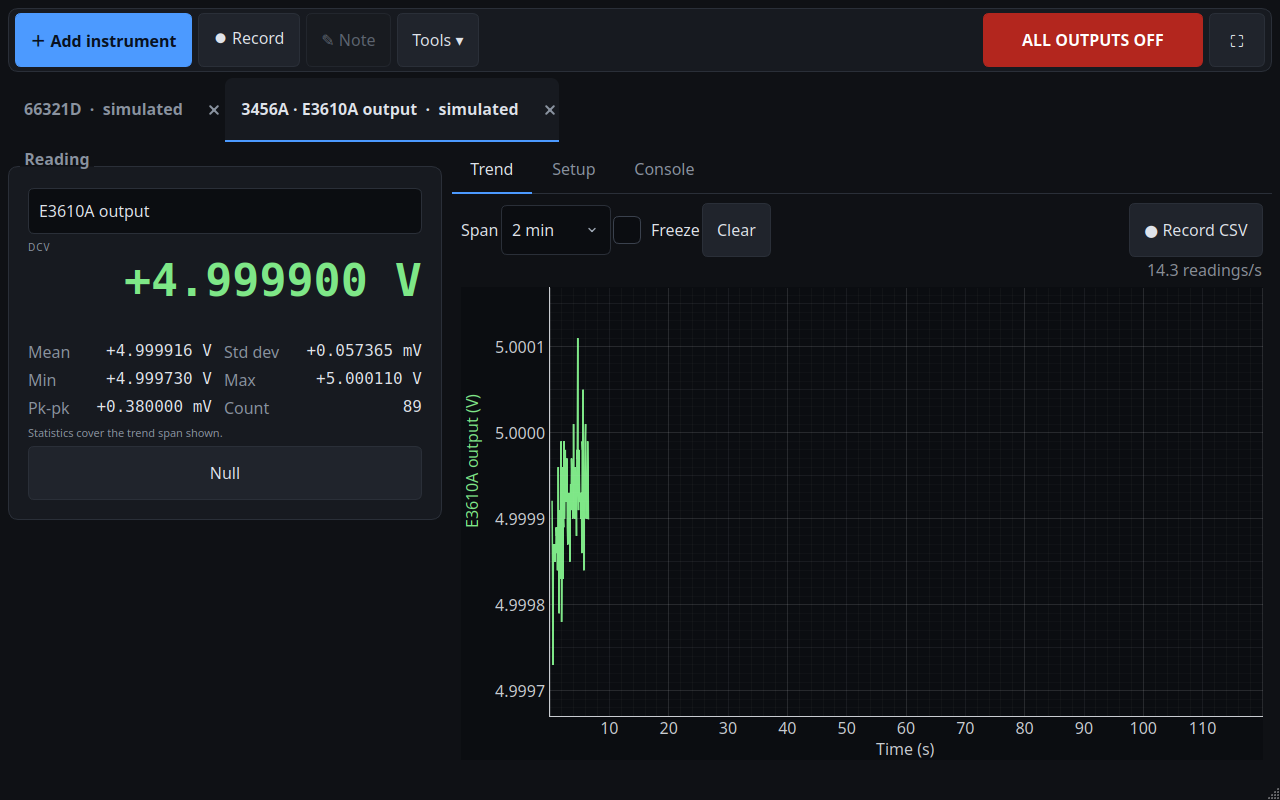 + Add instrument
● Record
✎ Note
Tools ▾
ALL OUTPUTS OFF
66321D · simulated ✕
3456A · E3610A output · simulated ✕
Reading
E3610A output
DCV
+4.999900 V
Mean +4.999916 V Std dev +0.057365 mV
Min +4.999730 V Max +5.000110 V
Pk-pk +0.380000 mV Count 89
Statistics cover the trend span shown.
Null
Trend Setup Console
Span 2 min Freeze Clear ● Record CSV
14.3 readings/s
E3610A output (V)
5.0001
5.0000
4.9999
4.9998
4.9997
10 20 30 40 50 60 70 80 90 100 110
Time (s)